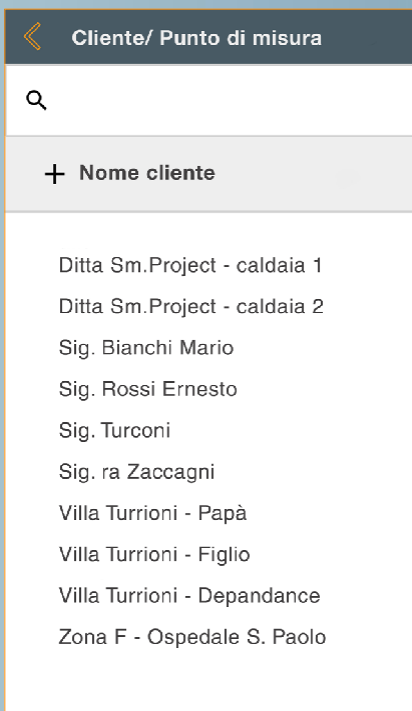 Cliente/ Punto di misura
Nome cliente
Ditta Sm.Project - caldaia 1
Ditta Sm.Project - caldaia 2
Sig. Bianchi Mario
Sig. Rossi Ernesto
Sig. Turconi
Sig. ra Zaccagni
Villa Turrioni - Papà
Villa Turrioni - Figlio
Villa Turrioni - Depandance
Zona F - Ospedale S. Paolo